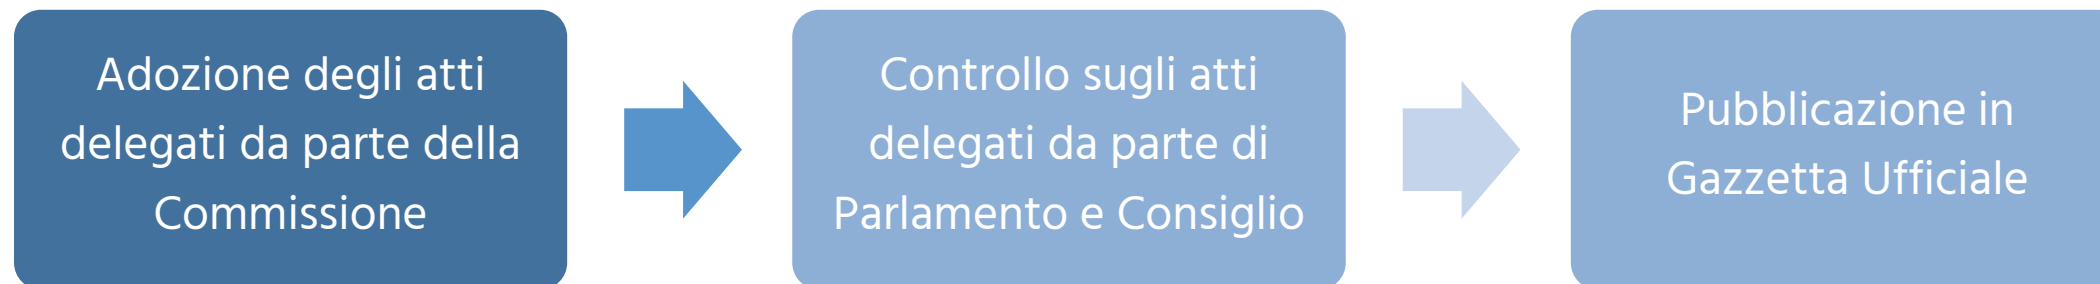 Adozione degli atti
delegati da parte della
Commissione
Controllo sugli atti
delegati da parte di
Parlamento e Consiglio
Pubblicazione in
Gazzetta Ufficiale